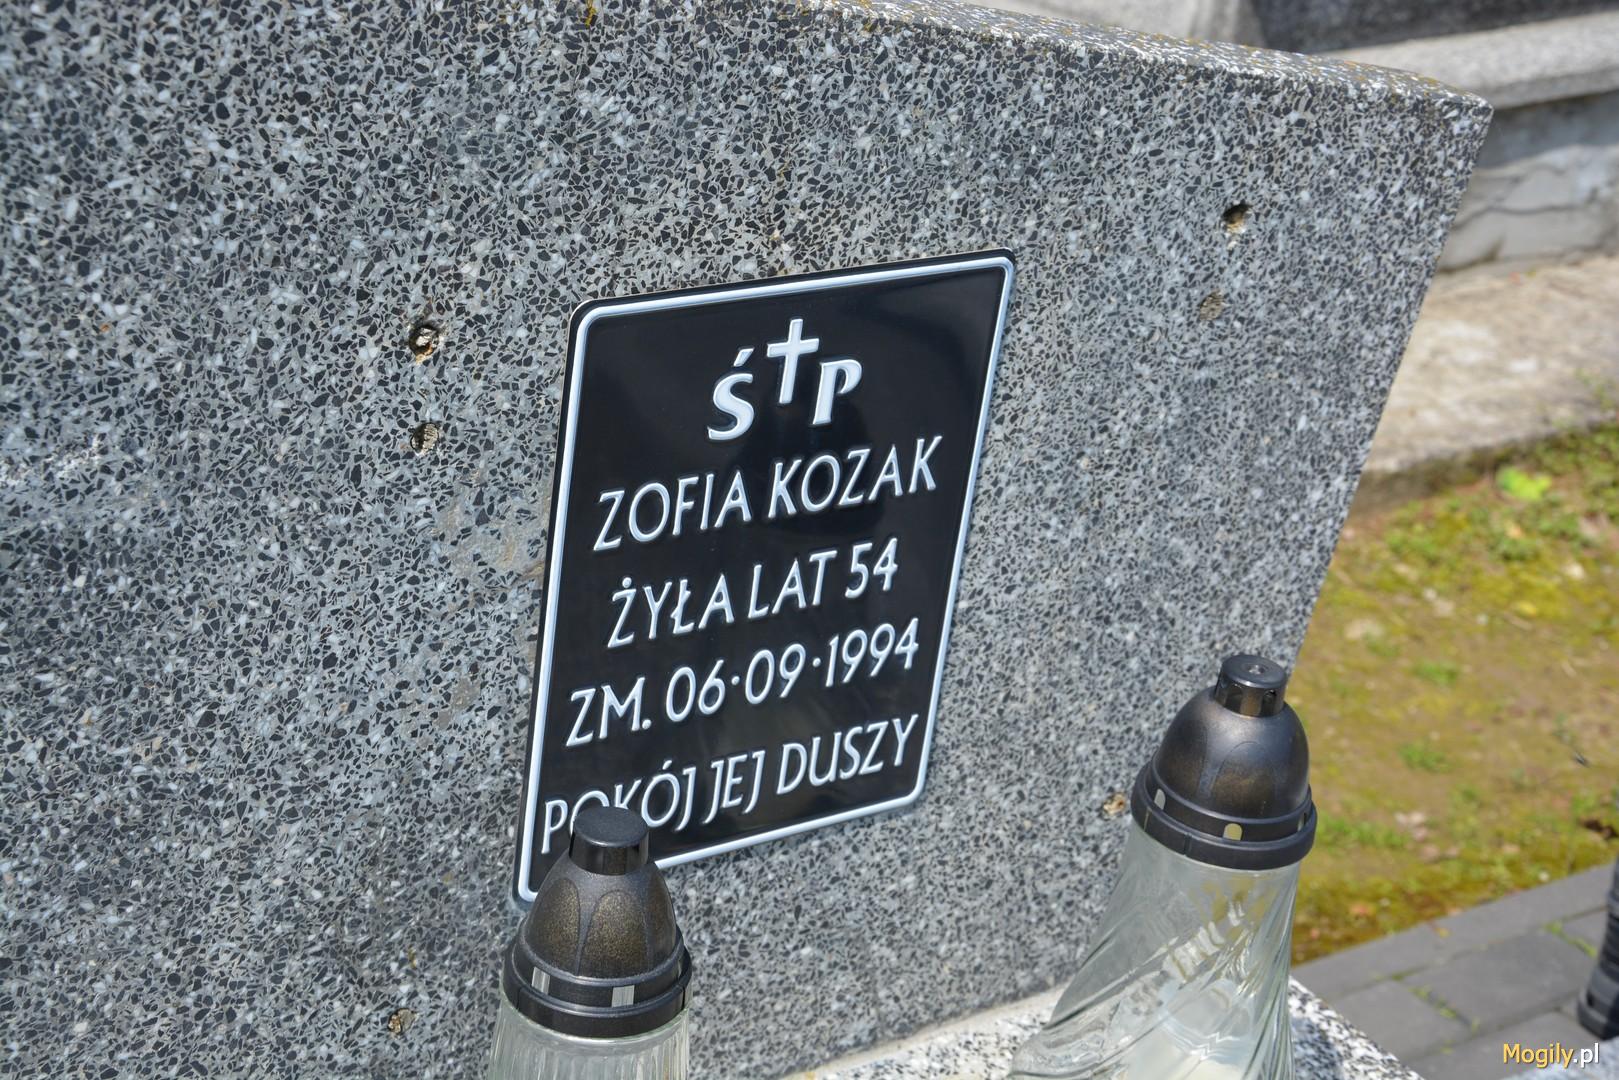 Ś†P
ZOFIA KOZAK
ŻYŁA LAT 54
ZM. 06·09·1994
POKÓJ JEJ DUSZY
Mogily.pl